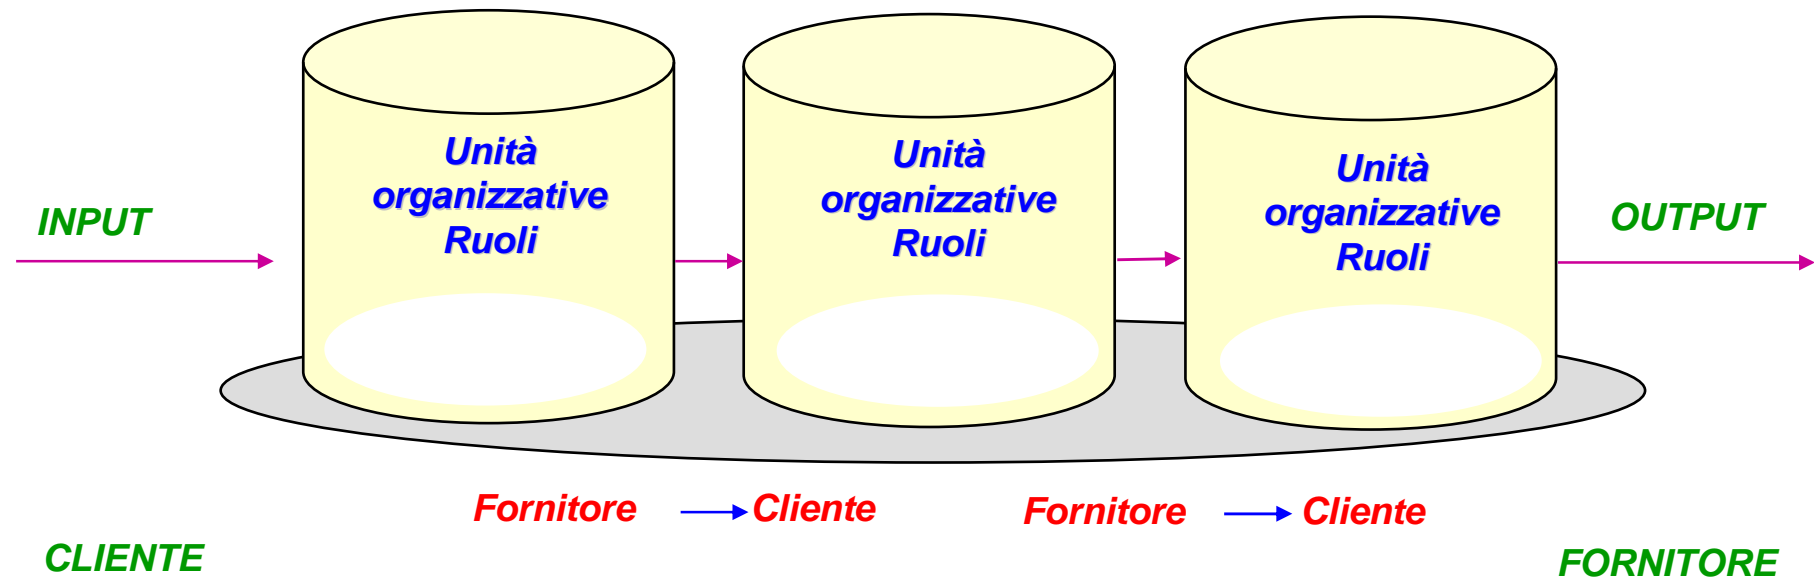 Unità
organizzative
Ruoli
Unità
organizzative
Ruoli
Unità
organizzative
Ruoli
INPUT
OUTPUT
Fornitore
Cliente
Fornitore
Cliente
CLIENTE
FORNITORE